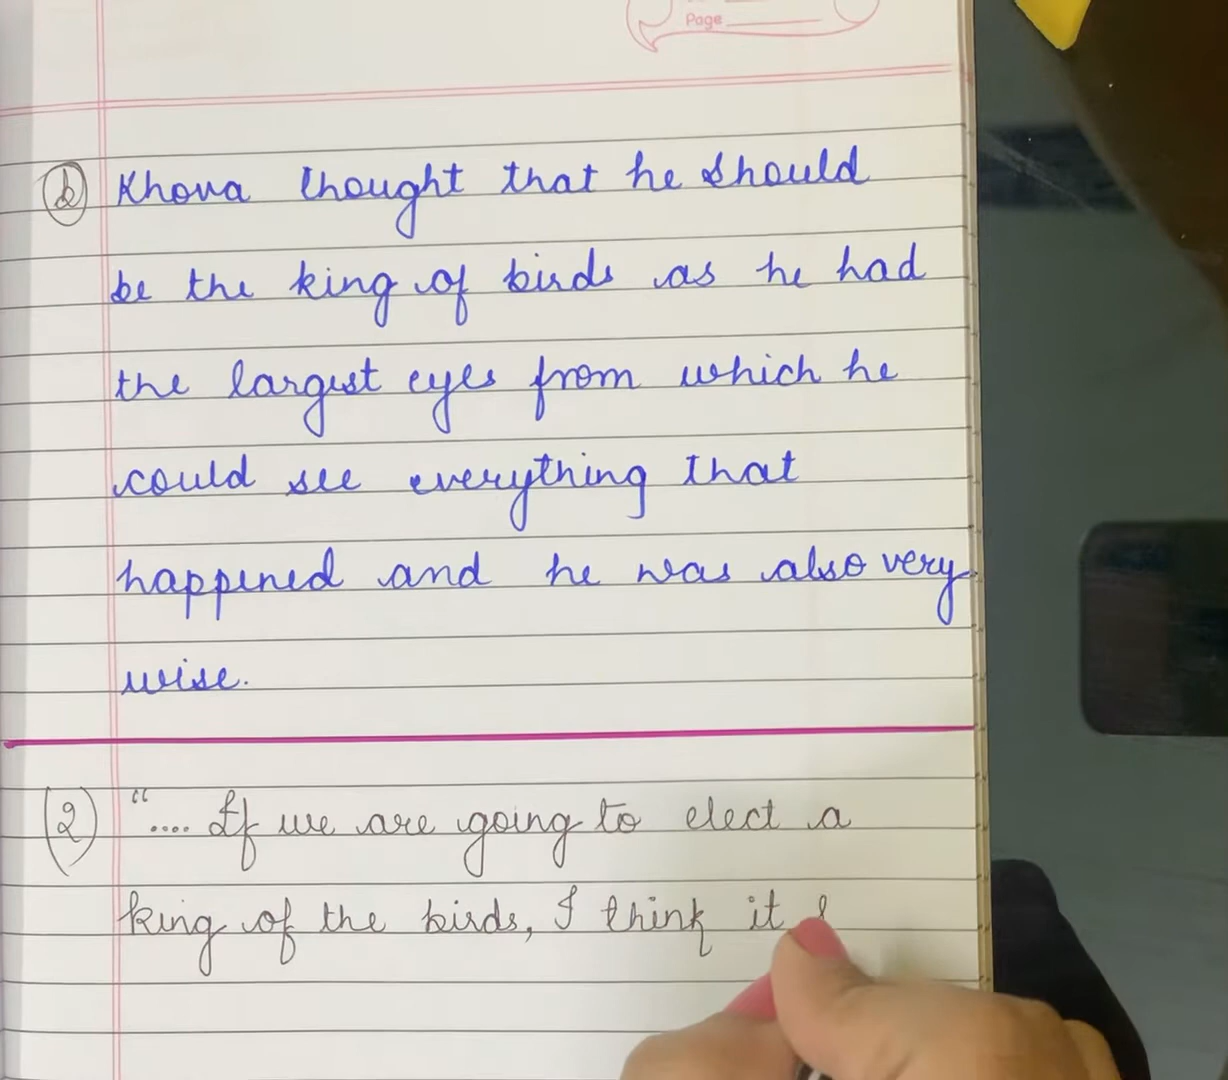 Page
(b) Khova thought that he should
be the king of birds as he had
the largest eyes from which he
could see everything that
happened and he was also very
wise.
(2) ".... If we are going to elect a
king of the birds, I think it